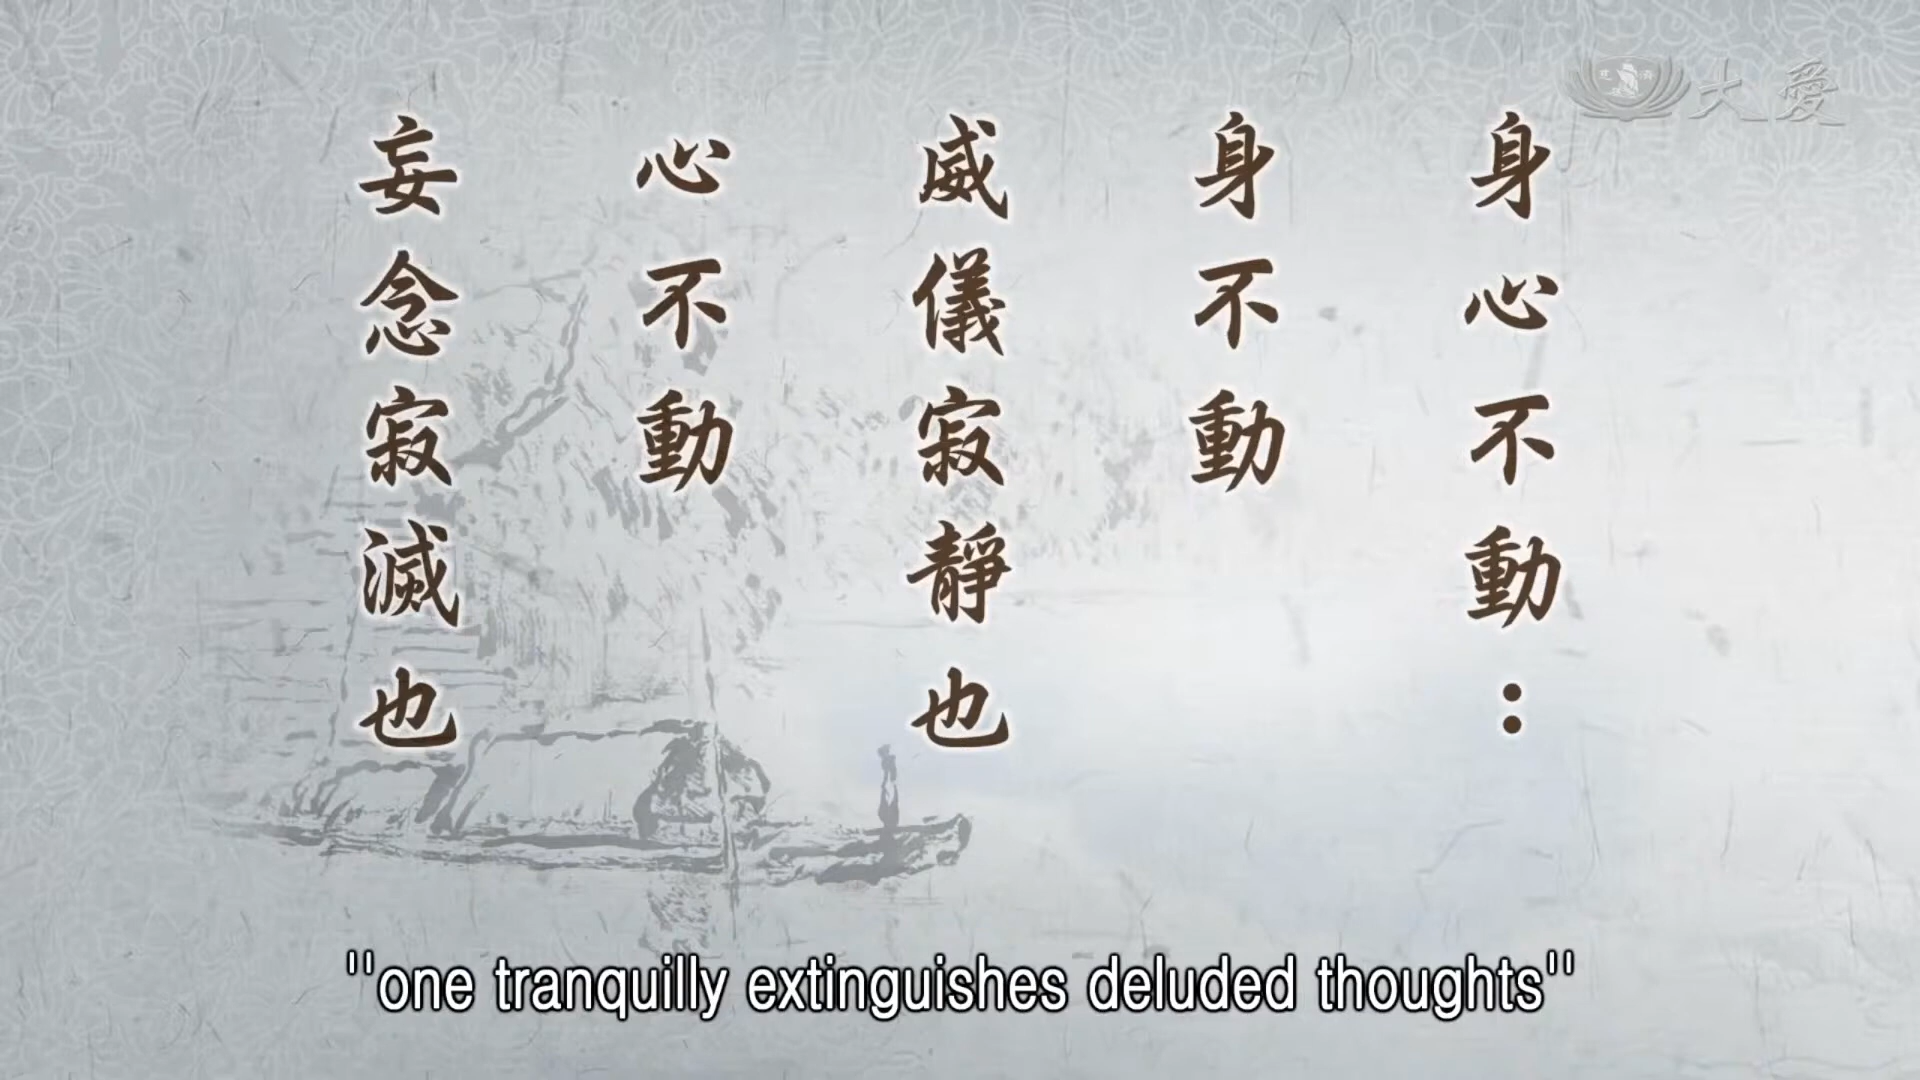 身心不動：
身不動
威儀寂靜也
心不動
妄念寂滅也
大愛
"one tranquilly extinguishes deluded thoughts"